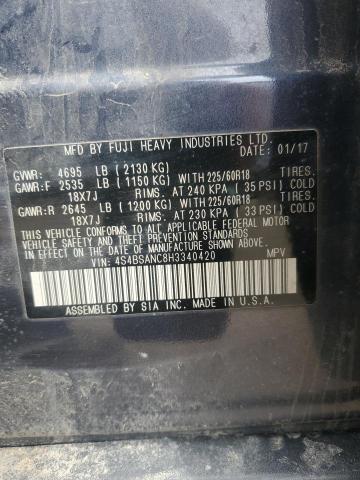 MFD BY FUJI HEAVY INDUSTRIES LTD.
DATE: 01/17
GVWR: 4695 LB (2130 KG)
GAWR:F 2535 LB (1150 KG) WITH 225/60R18 TIRES.
18X7J RIMS. AT 240 KPA (35 PSI) COLD
GAWR:R 2645 LB (1200 KG) WITH 225/60R18 TIRES.
18X7J RIMS. AT 230 KPA (33 PSI) COLD
THIS VEHICLE CONFORMS TO ALL APPLICABLE FEDERAL MOTOR
VEHICLE SAFETY AND THEFT PREVENTION STANDARDS
IN EFFECT ON THE DATE OF MANUFACTURE SHOWN ABOVE.
VIN: 4S4BSANC8H3340420 MPV
ASSEMBLED BY SIA INC. MADE IN U.S.A.